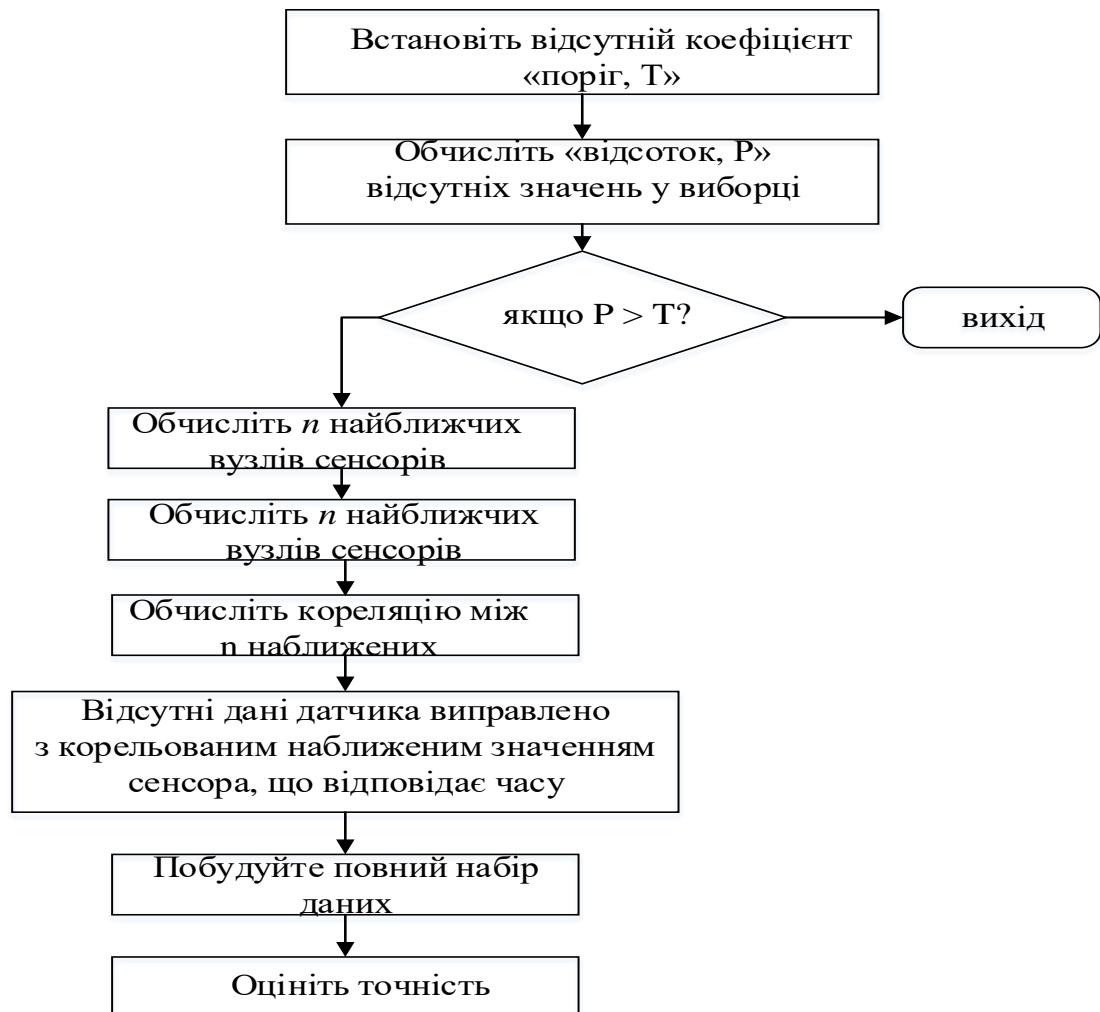 Встановіть відсутній коефіцієнт
«поріг, Т»
Обчисліть «відсоток, Р»
відсутніх значень у виборці
якщо Р > Т?
вихід
Обчисліть n найближчих
вузлів сенсорів
Обчисліть n найближчих
вузлів сенсорів
Обчисліть кореляцію між
n наближених
Відсутні дані датчика виправлено
з корельованим наближеним значенням
сенсора, що відповідає часу
Побудуйте повний набір
даних
Оцініть точність